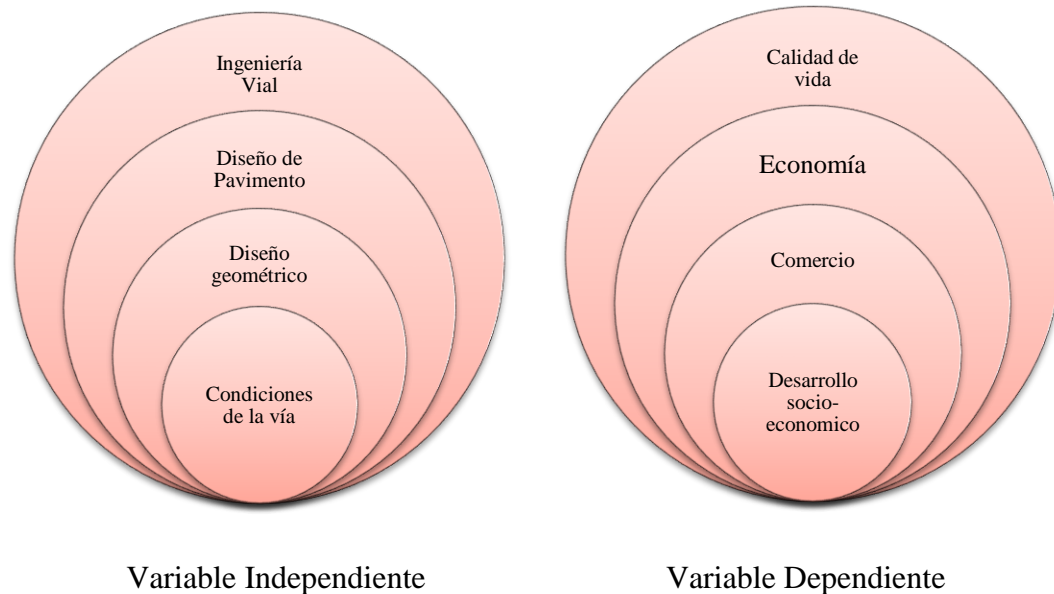 Ingeniería
Vial
Diseño de
Pavimento
Diseño
geométrico
Condiciones
de la vía
Variable Independiente
Calidad de
vida
Economía
Comercio
Desarrollo
socio-
economico
Variable Dependiente